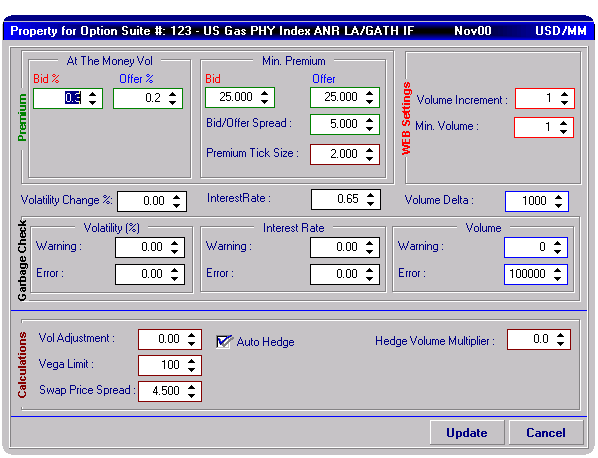 Property for Option Suite #: 123 - US Gas PHY Index ANR LA/GATH IF Nov00 USD/MM
Premium
At The Money Vol
Bid % Offer %
0.2
Min. Premium
Bid Offer
25.000 25.000
Bid/Offer Spread : 5.000
Premium Tick Size : 2.000
WEB Settings
Volume Increment : 1
Min. Volume : 1
Volatility Change %: 0.00 InterestRate : 0.65 Volume Delta : 1000
Garbage Check
Volatility (%)
Warning : 0.00
Error : 0.00
Interest Rate
Warning : 0.00
Error : 0.00
Volume
Warning : 0
Error : 100000
Calculations
Vol Adjustment : 0.00 Auto Hedge Hedge Volume Multiplier : 0.0
Vega Limit : 100
Swap Price Spread : 4.500
Update Cancel